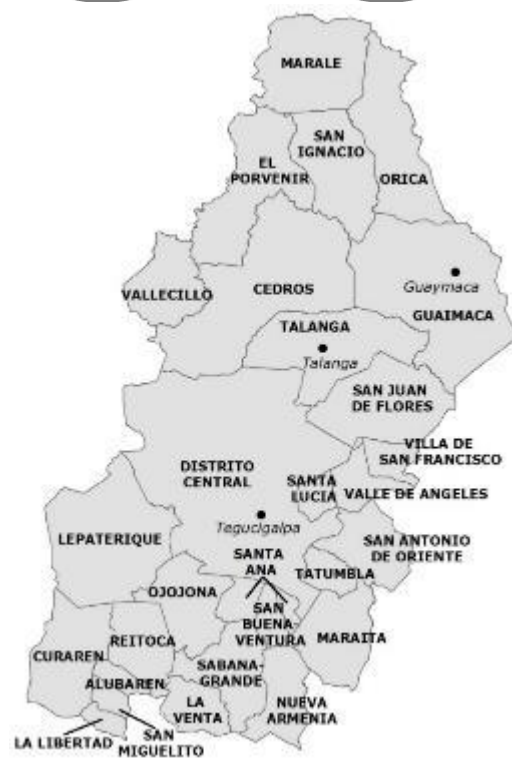 MARALE
SAN
IGNACIO
EL
PORVENIR
ORICA
VALLECILLO
CEDROS
Guaymaca
GUAIMACA
TALANGA
Talanga
SAN JUAN
DE FLORES
VILLA DE
SAN FRANCISCO
DISTRITO
CENTRAL
SANTA
LUCIA
VALLE DE ANGELES
Tegucigalpa
LEPATERIQUE
SAN ANTONIO
DE ORIENTE
SANTA
ANA
TATUMBLA
OJOJONA
SAN
BUENA-
VENTURA
MARAITA
CURAREN
REITOCA
SABANA-
GRANDE
ALUBAREN
LA
VENTA
NUEVA
ARMENIA
LA LIBERTAD
SAN
MIGUELITO